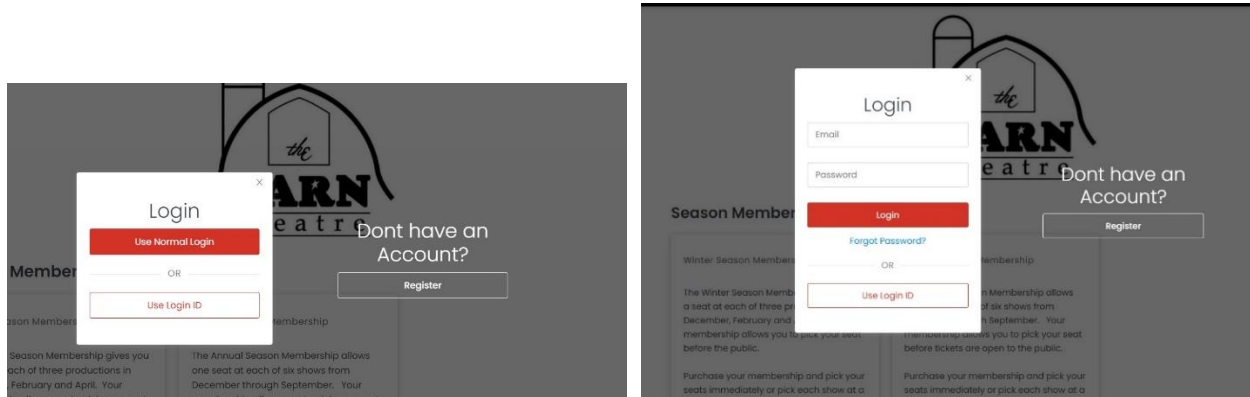 the
ARN
eatre
Login
Use Normal Login
OR
Use Login ID
Dont have an
Account?
Register
Member
Season Membership gives you
ach of three productions in
, February and April. Your
embership
The Annual Season Membership allows
one seat at each of six shows from
December through September. Your
the
ARN
eatre
Login
Email
Password
Login
Forgot Password?
OR
Use Login ID
Dont have an
Account?
Register
Season Member
Winter Season Members
The Winter Season Memb
a seat at each of three pr
December, February and
membership allows you to pick your seat
before the public.
Purchase your membership and pick your
seats immediately or pick each show at a
embership
Membership allows
of six shows from
September. Your
membership allows you to pick your seat
before tickets are open to the public.
Purchase your membership and pick your
seats immediately or pick each show at a